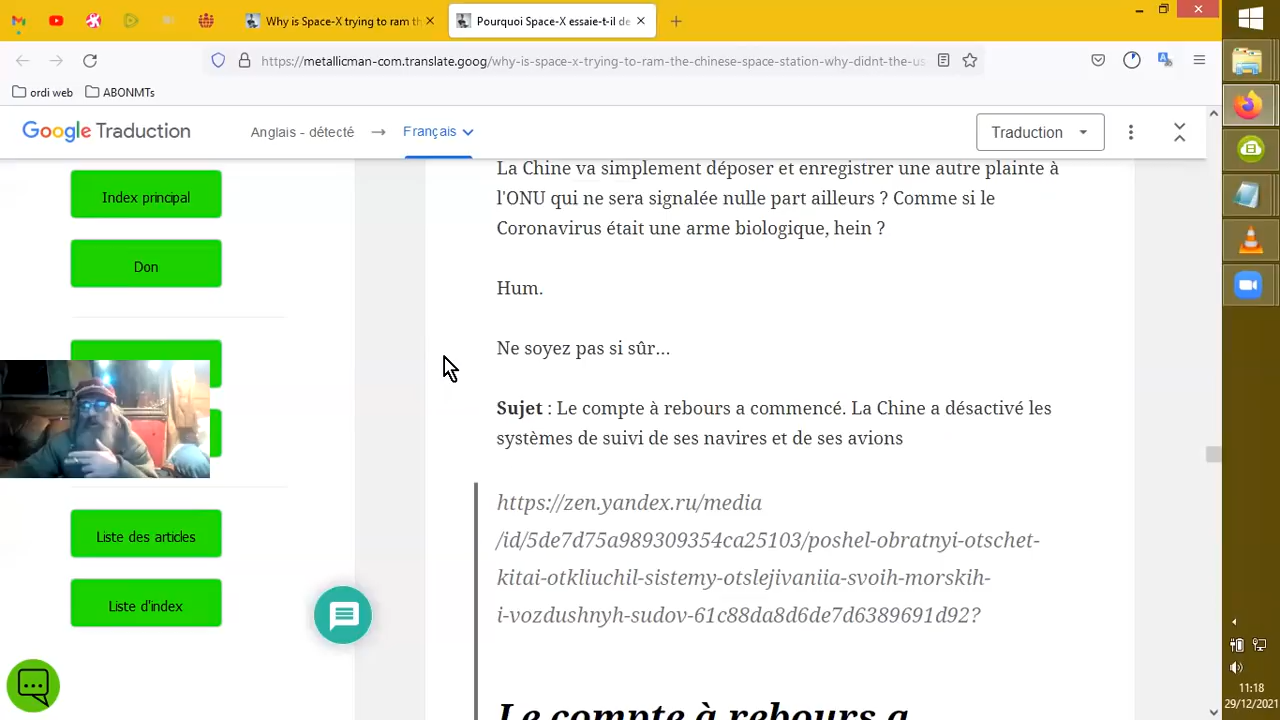 Why is Space-X trying to ram th
Pourquoi Space-X essaie-t-il de
https://metallicman-com.translate.goog/why-is-space-x-trying-to-ram-the-chinese-space-station-why-didnt-the-us
ordi web
ABONMTs
Google Traduction
Anglais - détecté
Français
Traduction
Index principal
Don
Liste des articles
Liste d'index
La Chine va simplement déposer et enregistrer une autre plainte à
l'ONU qui ne sera signalée nulle part ailleurs ? Comme si le
Coronavirus était une arme biologique, hein ?
Hum.
Ne soyez pas si sûr…
Sujet : Le compte à rebours a commencé. La Chine a désactivé les
systèmes de suivi de ses navires et de ses avions
https://zen.yandex.ru/media
/id/5de7d75a989309354ca25103/poshel-obratnyi-otschet-
kitai-otkliuchil-sistemy-otslejivaniia-svoih-morskih-
i-vozdushnyh-sudov-61c88da8d6de7d6389691d92?
Le compte à rebours a
11:18
29/12/2021